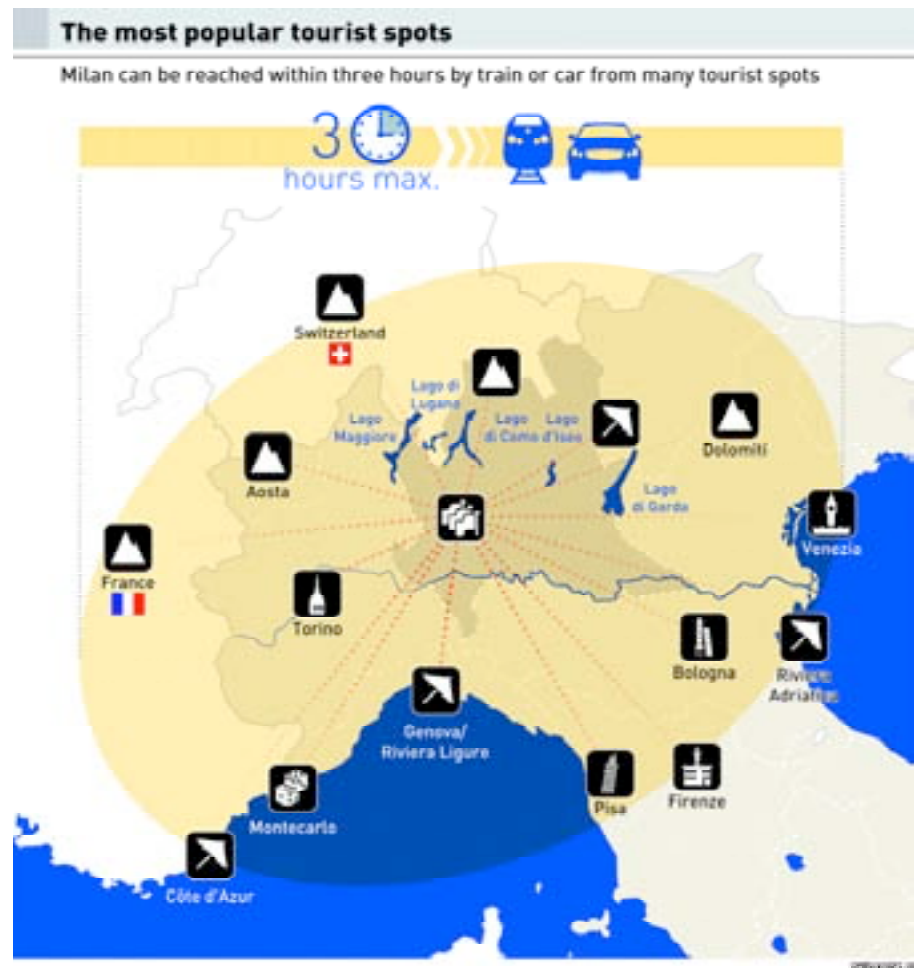 The most popular tourist spots
Milan can be reached within three hours by train or car from many tourist spots
3
hours max.
Switzerland
Lago di
Lugano
Lago
Maggiore
Lago
di Como
Lago
d'Iseo
Dolomiti
Aosta
Lago
di Garda
Venezia
France
Torino
Bologna
Riviera
Adriatica
Genova/
Riviera Ligure
Pisa
Firenze
Montecarlo
Côte d'Azur